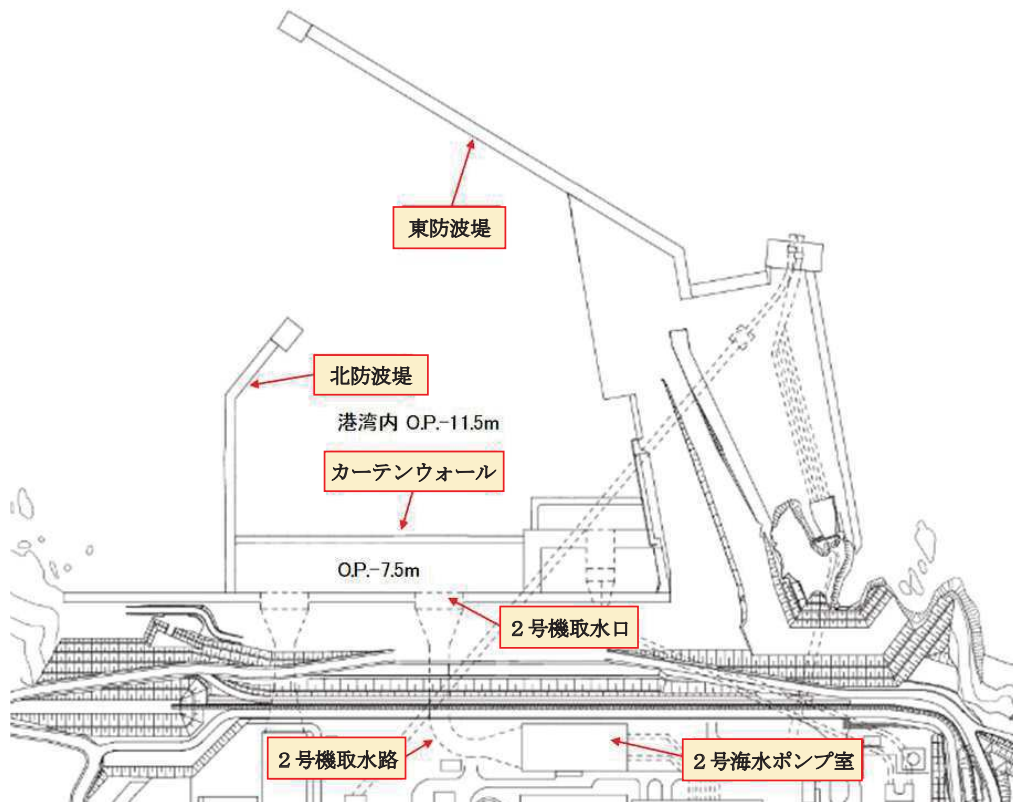 東防波堤
北防波堤
港湾内 O.P.-11.5m
カーテンウォール
O.P.-7.5m
2号機取水口
2号機取水路
2号海水ポンプ室